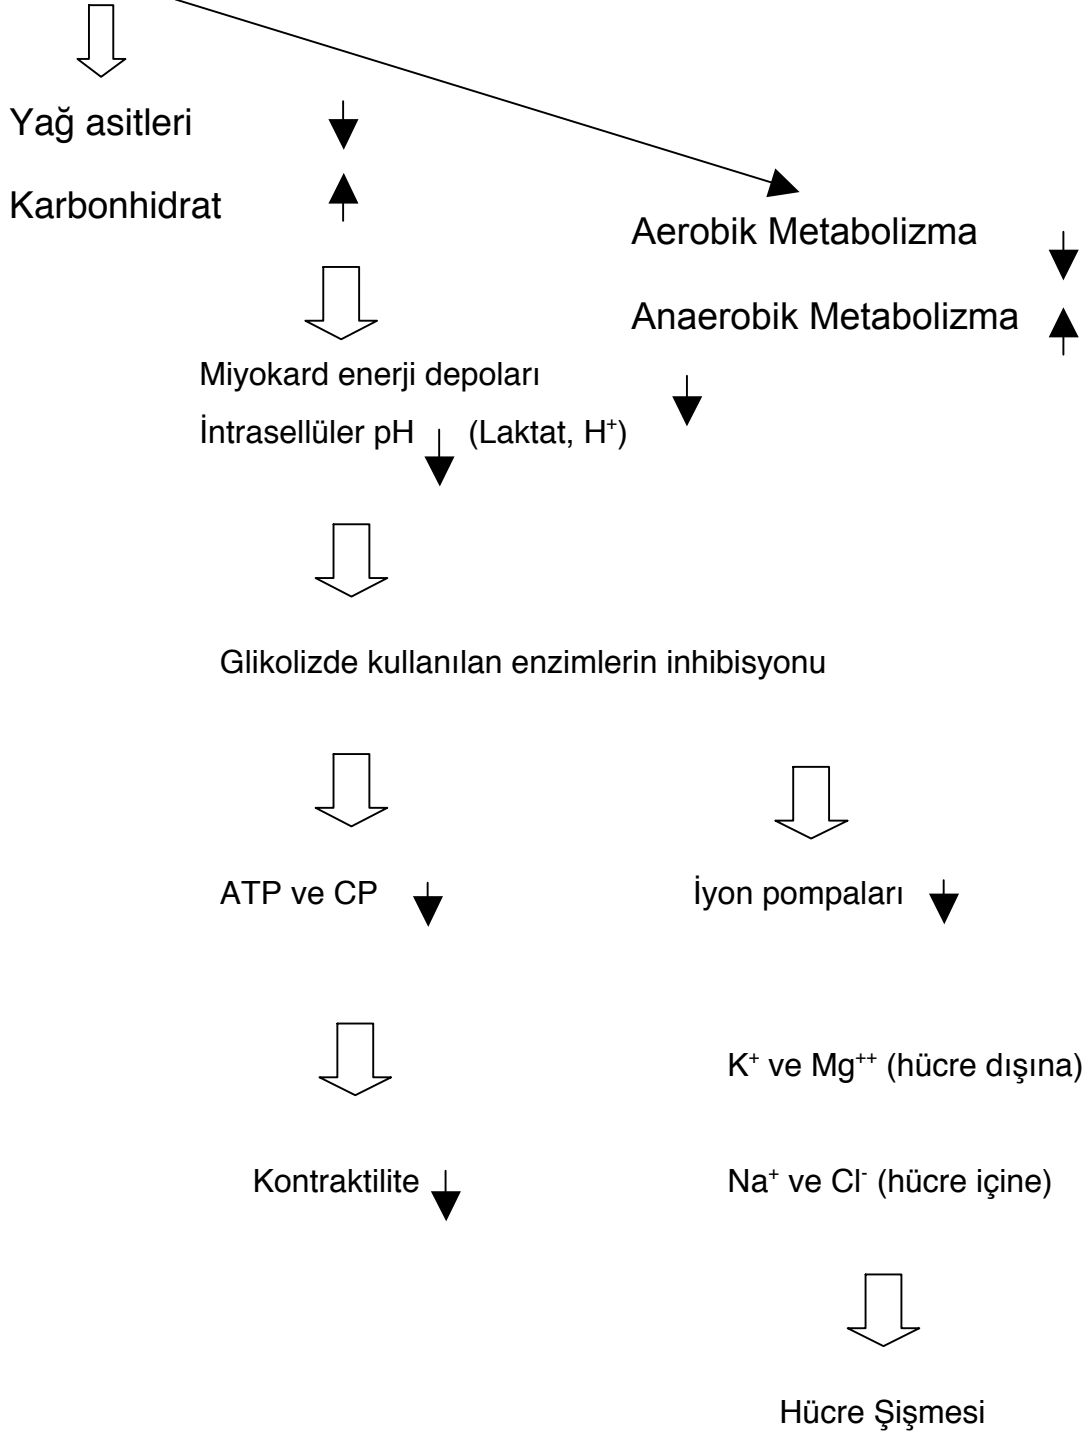 Yağ asitleri
Karbonhidrat
Aerobik Metabolizma
Anaerobik Metabolizma
Miyokard enerji depoları
İntrasellüler pH (Laktat, H⁺)
Glikolizde kullanılan enzimlerin inhibisyonu
ATP ve CP
İyon pompaları
K⁺ ve Mg⁺⁺ (hücre dışına)
Kontraktilite
Na⁺ ve Cl⁻ (hücre içine)
Hücre Şişmesi